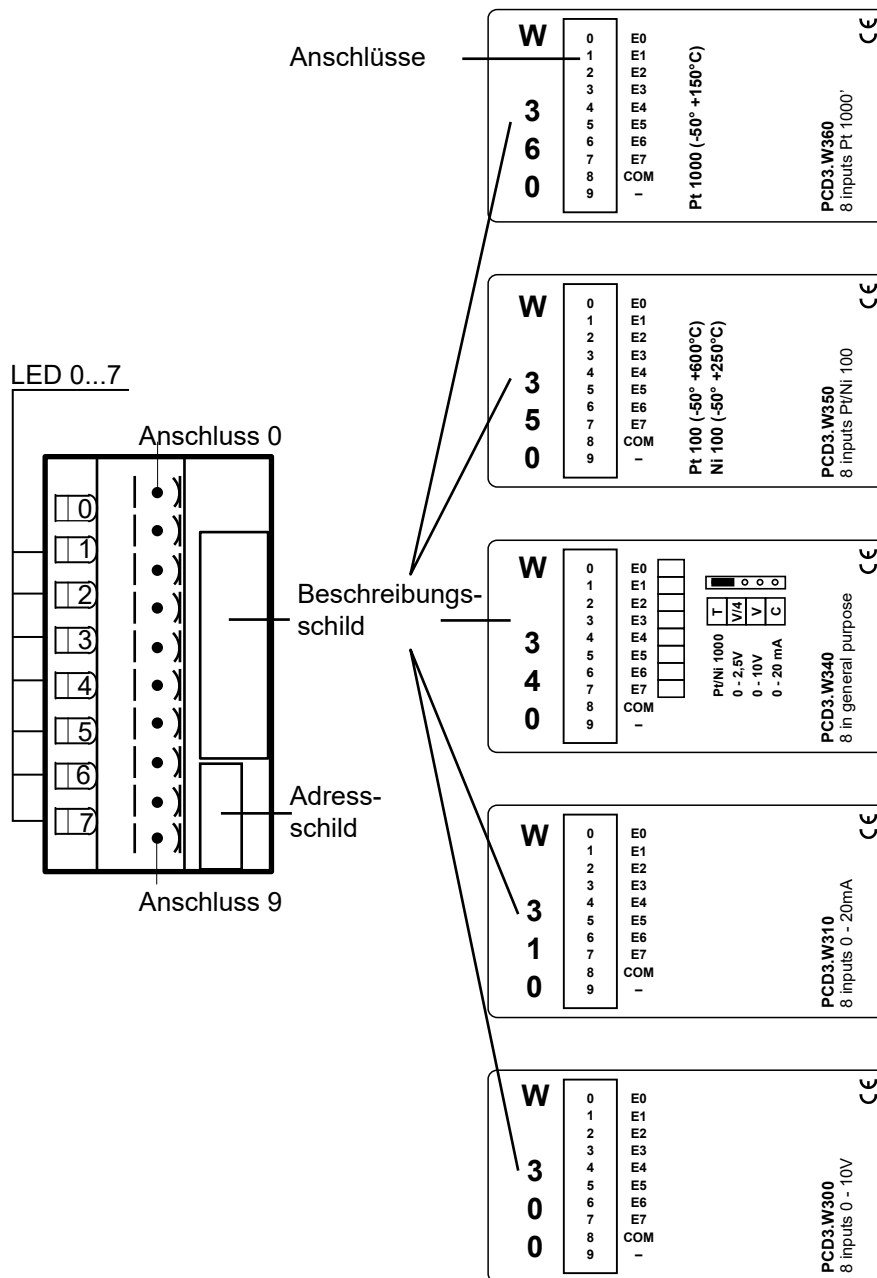 LED 0...7
Anschluss 0
0
1
2
3
4
5
6
7
Anschluss 9
Anschlüsse
Beschreibungs-
schild
Adress-
schild
W
3
6
0
0 E0
1 E1
2 E2
3 E3
4 E4
5 E5
6 E6
7 E7
8 COM
9 –
Pt 1000 (-50° +150°C)
PCD3.W360
8 inputs Pt 1000'
CE
W
3
5
0
0 E0
1 E1
2 E2
3 E3
4 E4
5 E5
6 E6
7 E7
8 COM
9 –
Pt 100 (-50° +600°C)
Ni 100 (-50° +250°C)
PCD3.W350
8 inputs Pt/Ni 100
CE
W
3
4
0
0 E0
1 E1
2 E2
3 E3
4 E4
5 E5
6 E6
7 E7
8 COM
9 –
Pt/Ni 1000 T
0 - 2,5V V/4
0 - 10V V
0 - 20 mA C
PCD3.W340
8 in general purpose
CE
W
3
1
0
0 E0
1 E1
2 E2
3 E3
4 E4
5 E5
6 E6
7 E7
8 COM
9 –
PCD3.W310
8 inputs 0 - 20mA
CE
W
3
0
0
0 E0
1 E1
2 E2
3 E3
4 E4
5 E5
6 E6
7 E7
8 COM
9 –
PCD3.W300
8 inputs 0 - 10V
CE